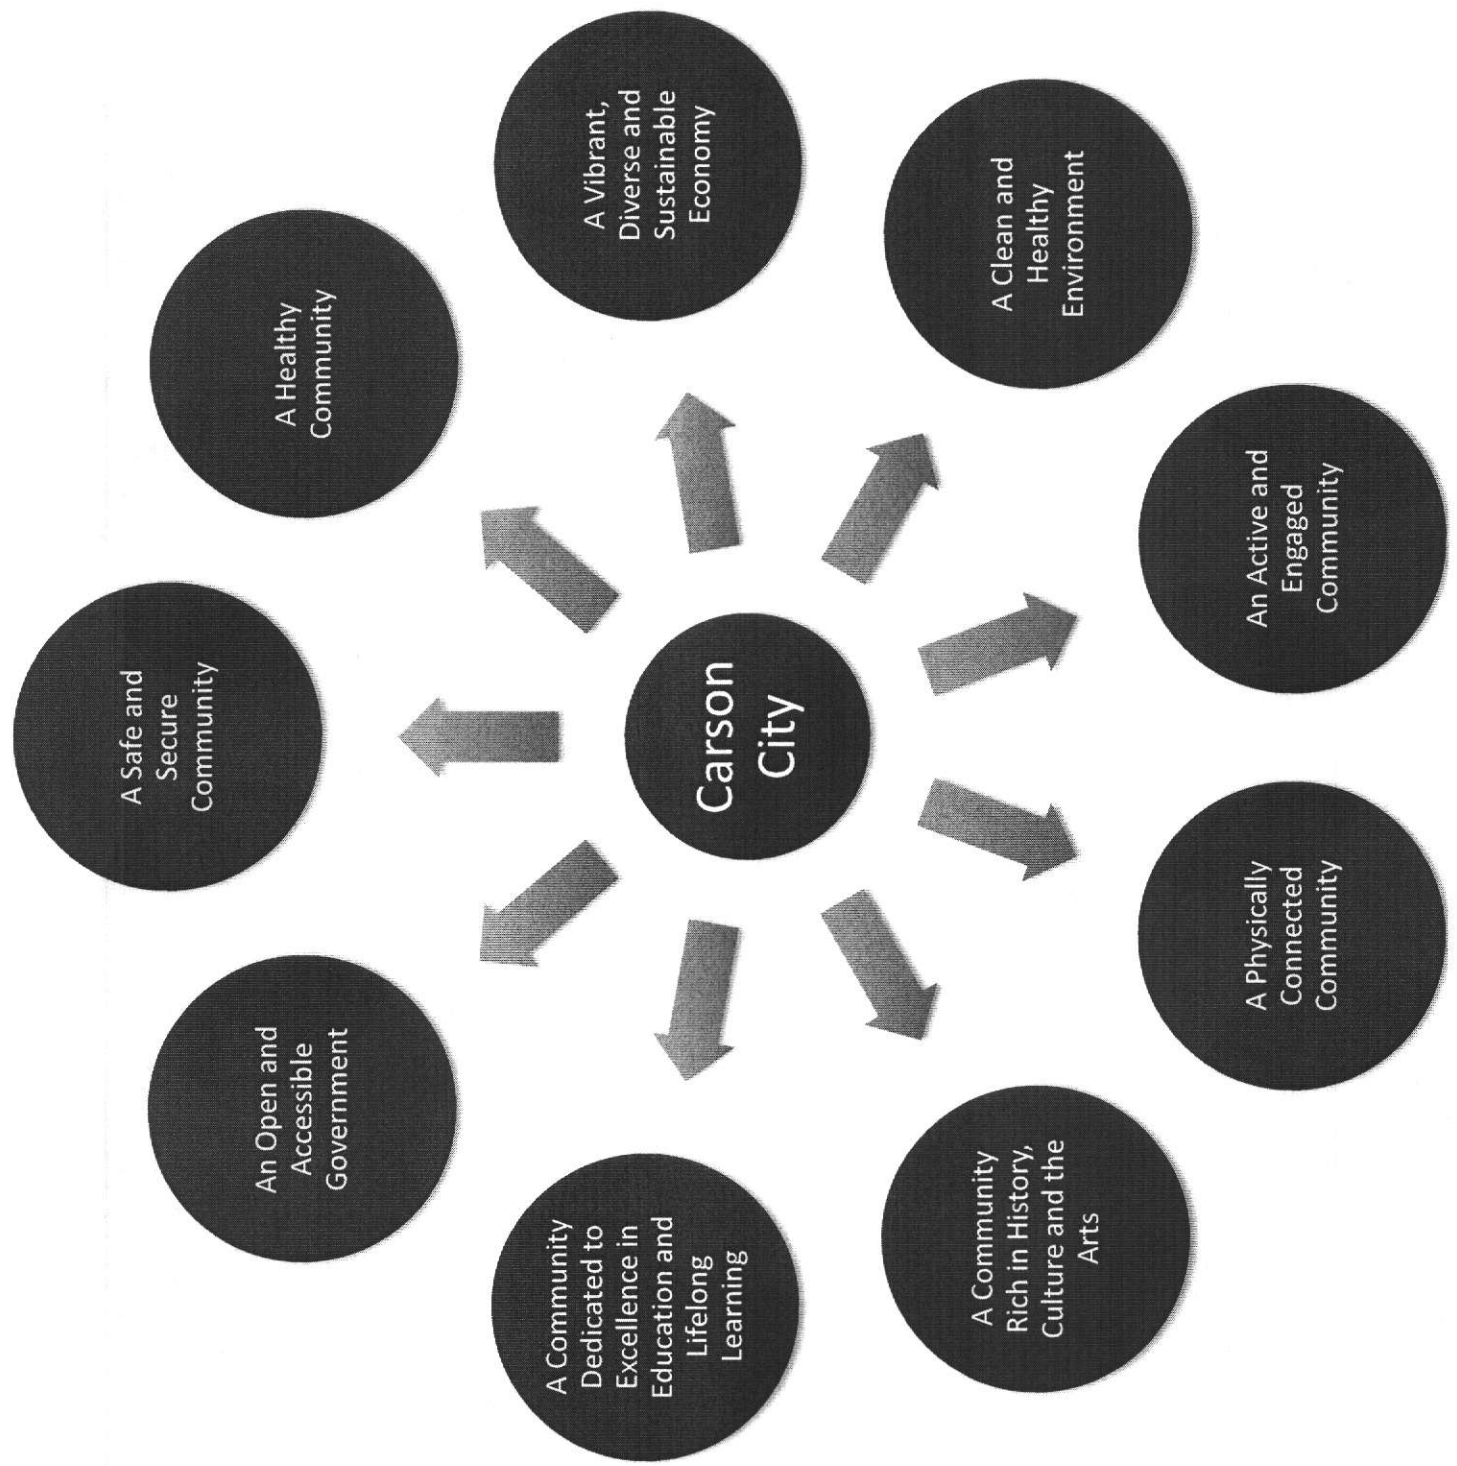 A Safe and
Secure
Community
A Healthy
Community
A Vibrant,
Diverse and
Sustainable
Economy
A Clean and
Healthy
Environment
An Active and
Engaged
Community
A Physically
Connected
Community
A Community
Rich in History,
Culture and the
Arts
A Community
Dedicated to
Excellence in
Education and
Lifelong
Learning
An Open and
Accessible
Government
Carson
City